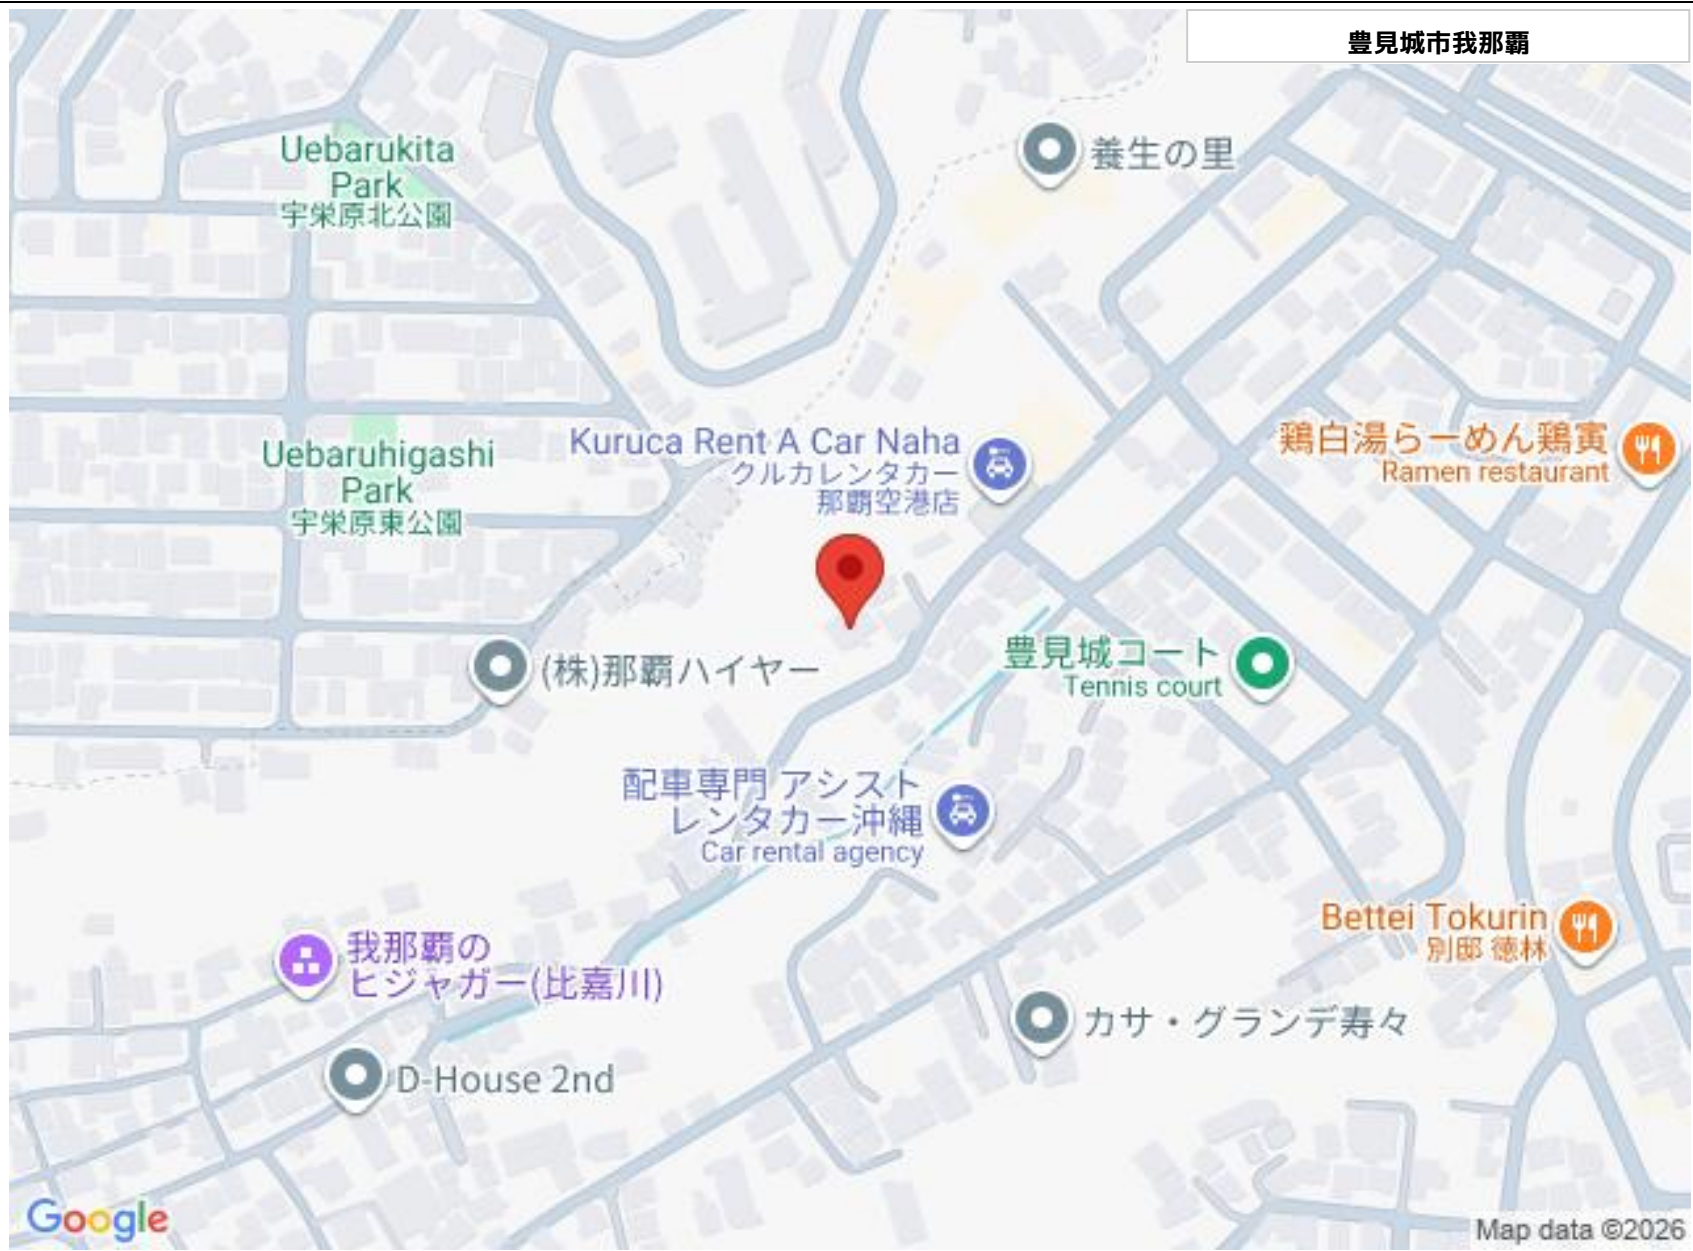 豊見城市我那覇
養生の里
Uebarukita
Park
宇栄原北公園
Kuruca Rent A Car Naha
クルカレンタカー
那覇空港店
鶏白湯らーめん鶏寅
Ramen restaurant
Uebaruhigashi
Park
宇栄原東公園
(株)那覇ハイヤー
豊見城コート
Tennis court
配車専門 アシスト
レンタカー沖縄
Car rental agency
Bettei Tokurin
別邸 徳林
我那覇の
ヒジャガー(比嘉川)
カサ・グランデ寿々
D-House 2nd
Google
Map data ©2026